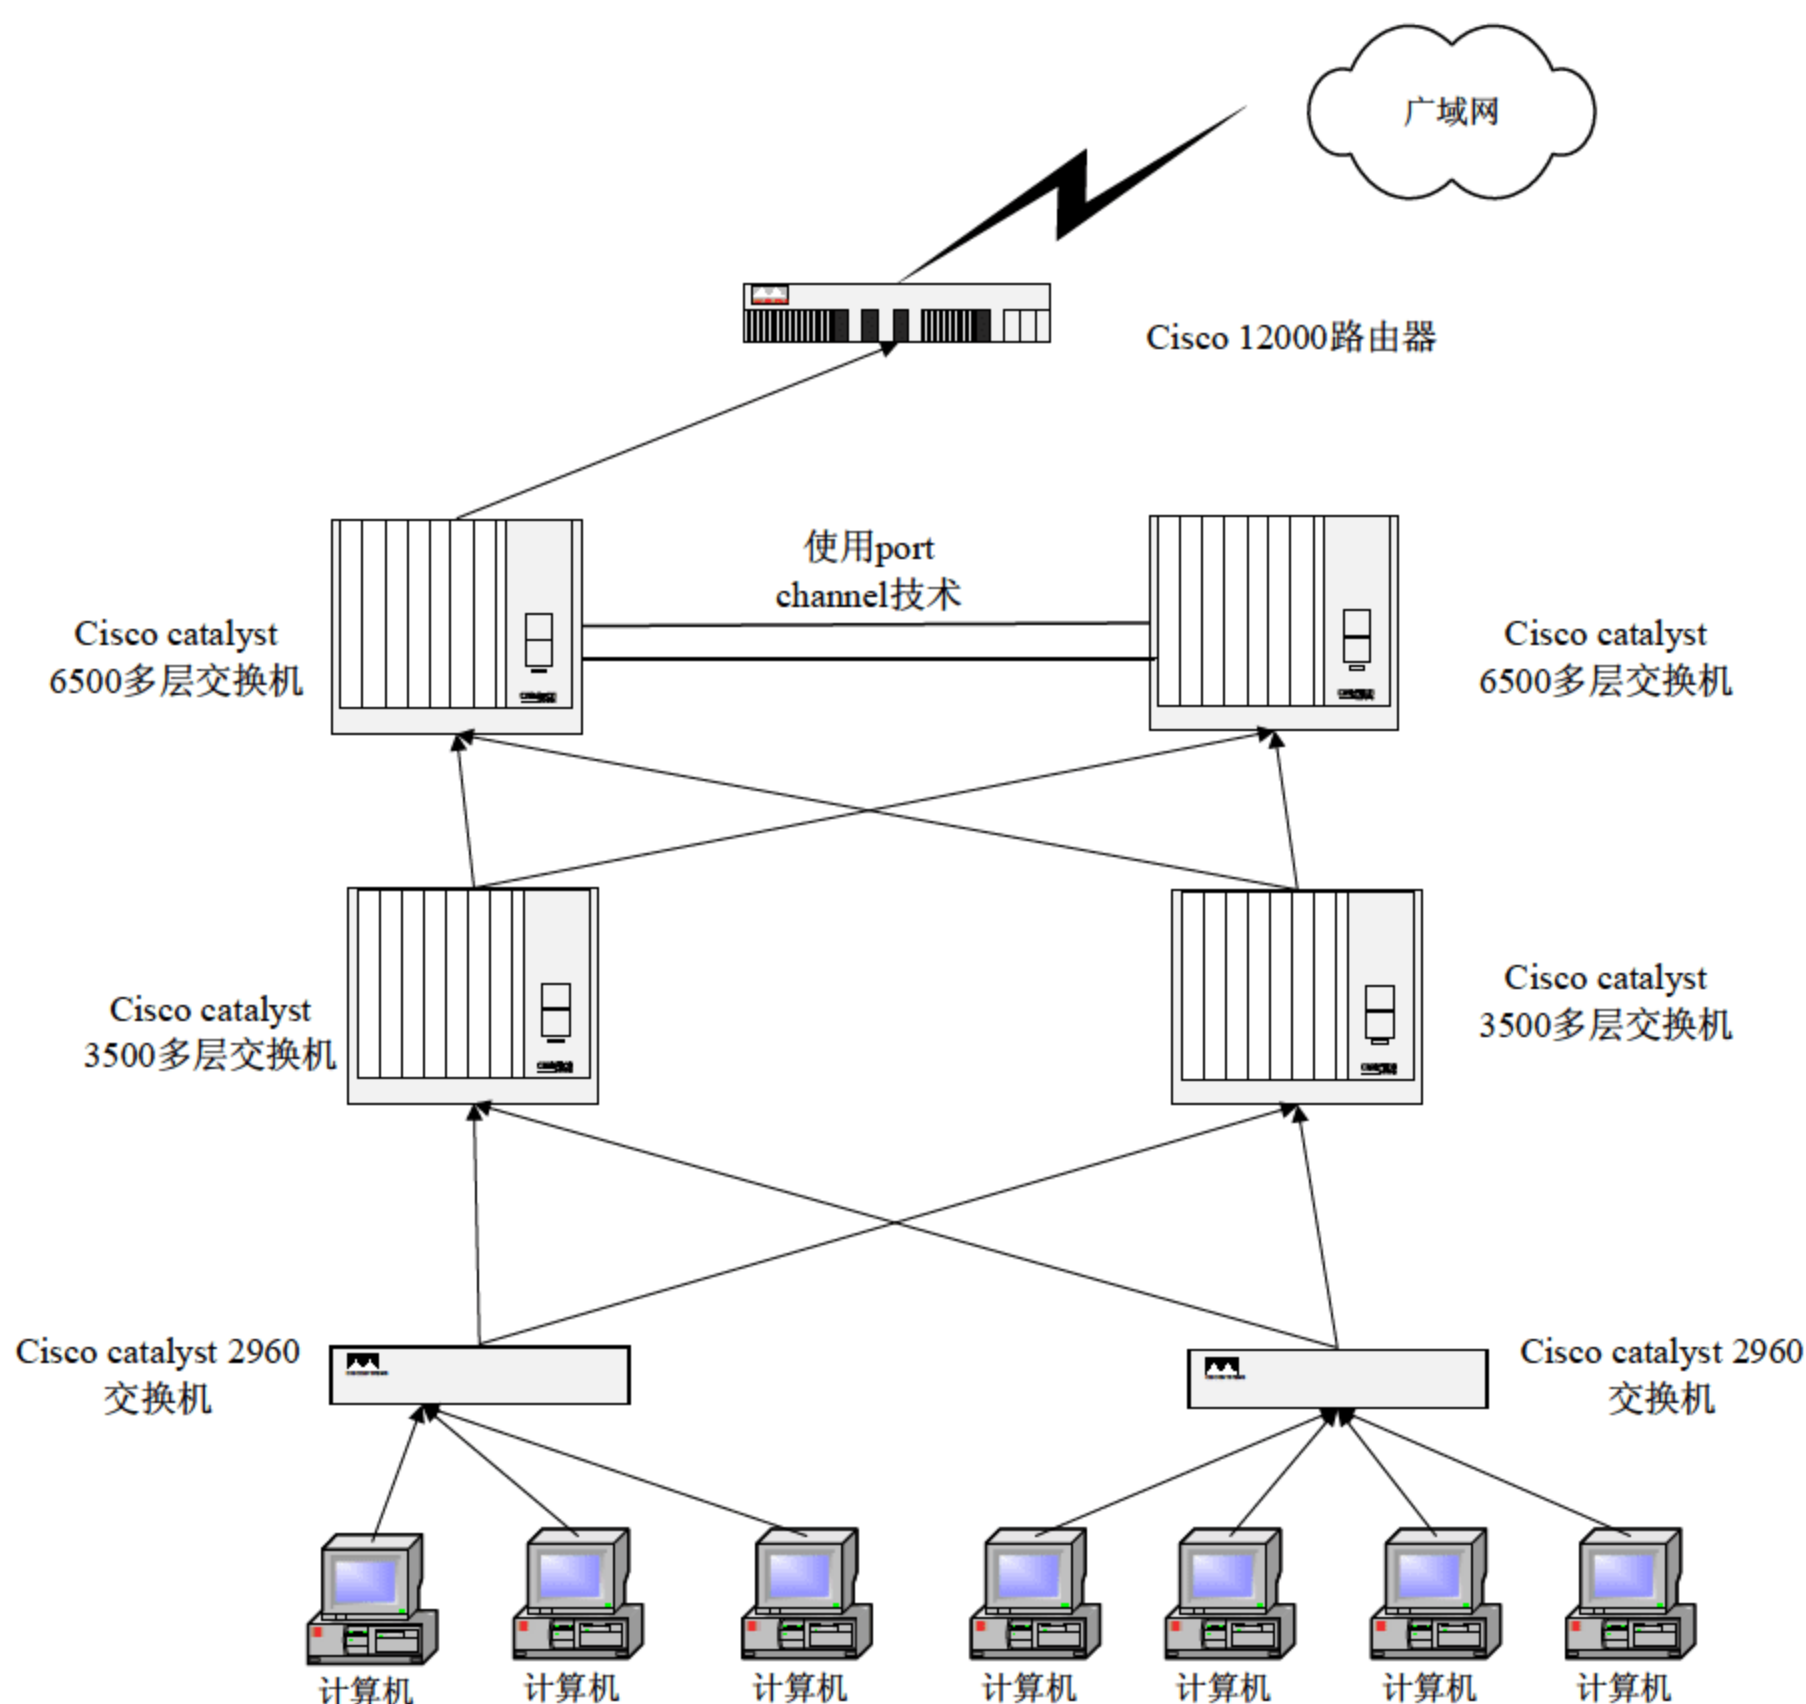 广域网
Cisco 12000路由器
使用port
channel技术
Cisco catalyst
6500多层交换机
Cisco catalyst
6500多层交换机
Cisco catalyst
3500多层交换机
Cisco catalyst
3500多层交换机
Cisco catalyst 2960
交换机
Cisco catalyst 2960
交换机
计算机
计算机
计算机
计算机
计算机
计算机
计算机